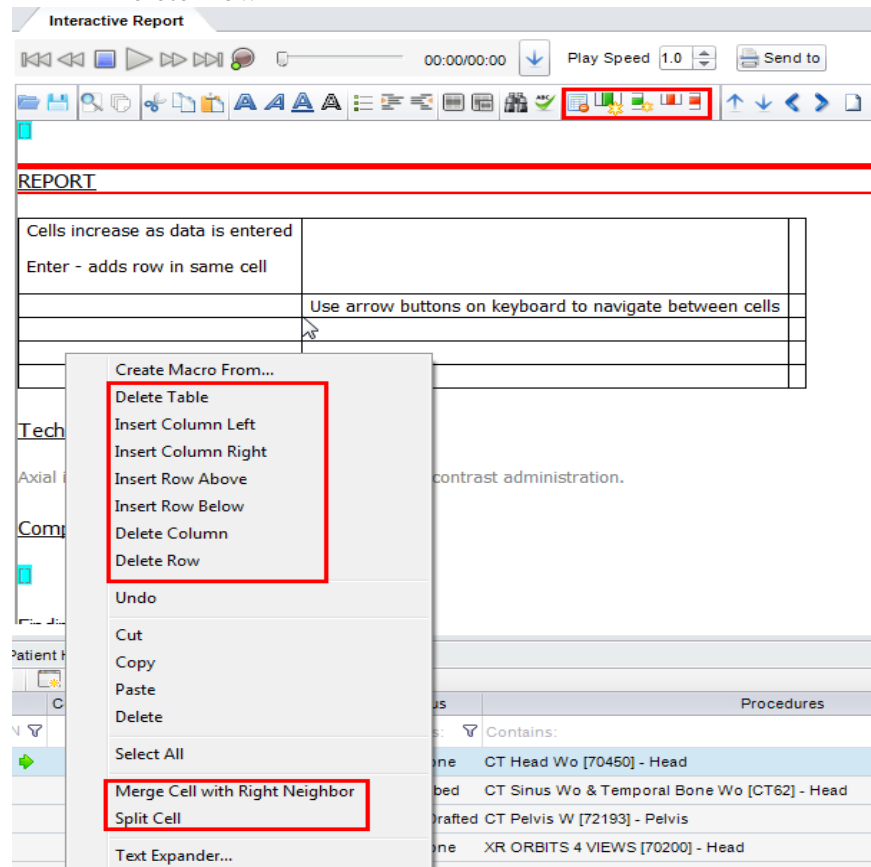 Interactive Report
00:00/00:00 Play Speed 1.0 Send to
REPORT
Cells increase as data is entered
Enter - adds row in same cell
Use arrow buttons on keyboard to navigate between cells
Create Macro From...
Delete Table
Insert Column Left
Insert Column Right
Insert Row Above
Insert Row Below
Delete Column
Delete Row
Undo
Cut
Copy
Paste
Delete
Select All
Merge Cell with Right Neighbor
Split Cell
Text Expander...
Tech
Axial i contrast administration.
Comp
Patient H
C us Procedures
N s: Contains:
one CT Head Wo [70450] - Head
bed CT Sinus Wo & Temporal Bone Wo [CT62] - Head
Drafted CT Pelvis W [72193] - Pelvis
one XR ORBITS 4 VIEWS [70200] - Head